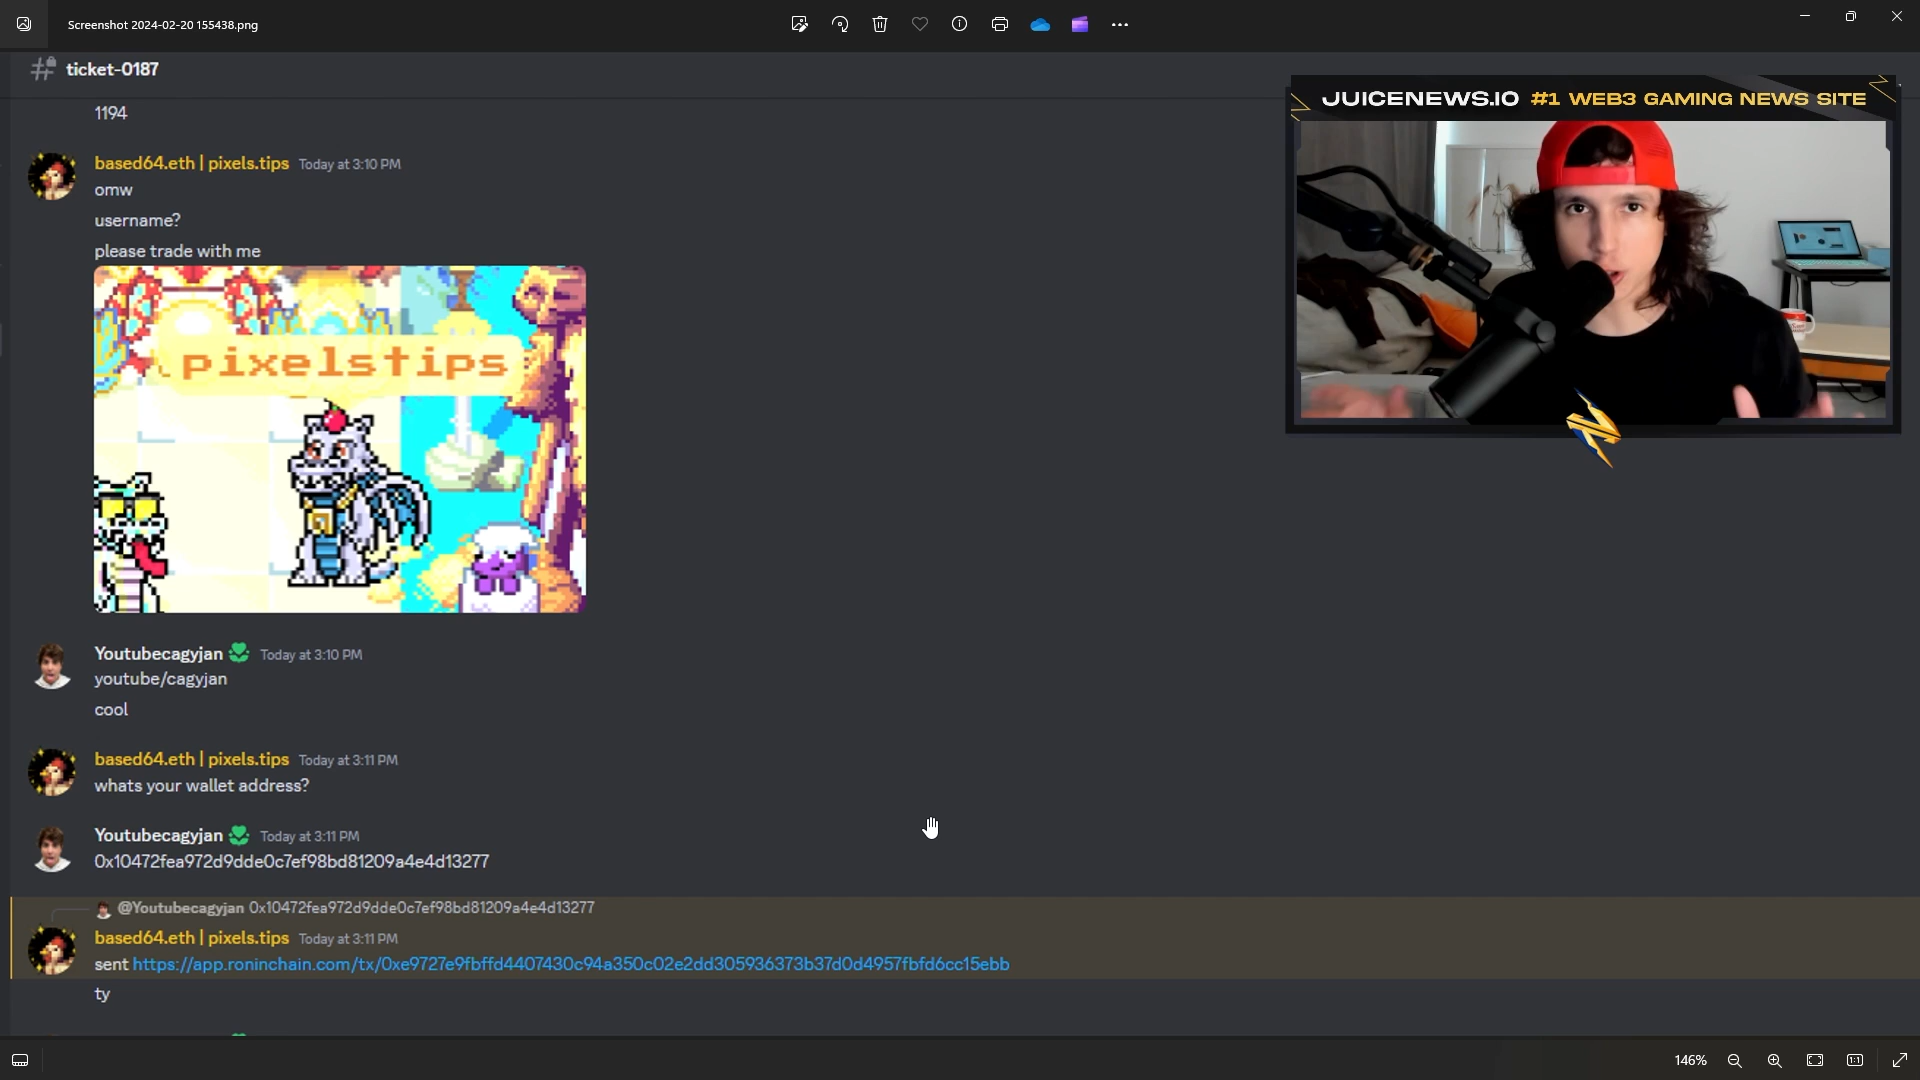 Screenshot 2024-02-20 155438.png
ticket-0187
JUICENEWS.IO #1 WEB3 GAMING NEWS SITE
1194
based64.eth | pixels.tips Today at 3:10 PM
omw
username?
please trade with me
pixelstips
Youtubecagyjan Today at 3:10 PM
youtube/cagyjan
cool
based64.eth | pixels.tips Today at 3:11 PM
whats your wallet address?
Youtubecagyjan Today at 3:11 PM
0x10472fea972d9dde0c7ef98bd81209a4e4d13277
@Youtubecagyjan 0x10472fea972d9dde0c7ef98bd81209a4e4d13277
based64.eth | pixels.tips Today at 3:11 PM
sent https://app.roninchain.com/tx/0xe9727e9fbffd4407430c94a350c02e2dd305936373b37d0d4957fbfd6cc15ebb
ty
146%